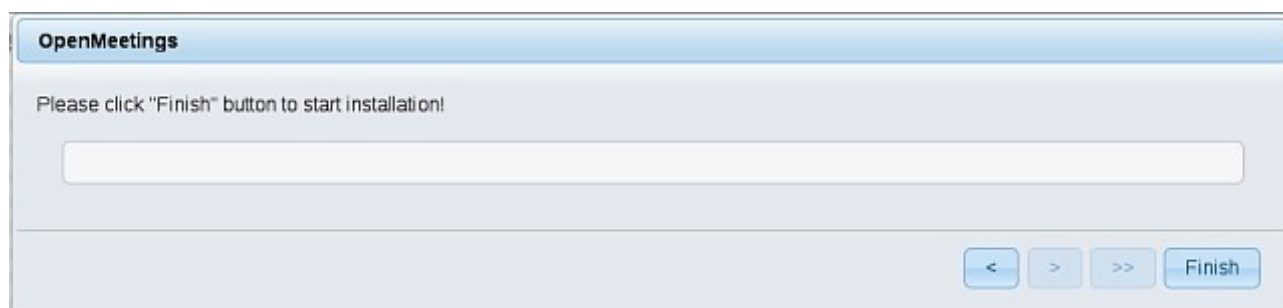 OpenMeetings
Please click "Finish" button to start installation!
< > >> Finish